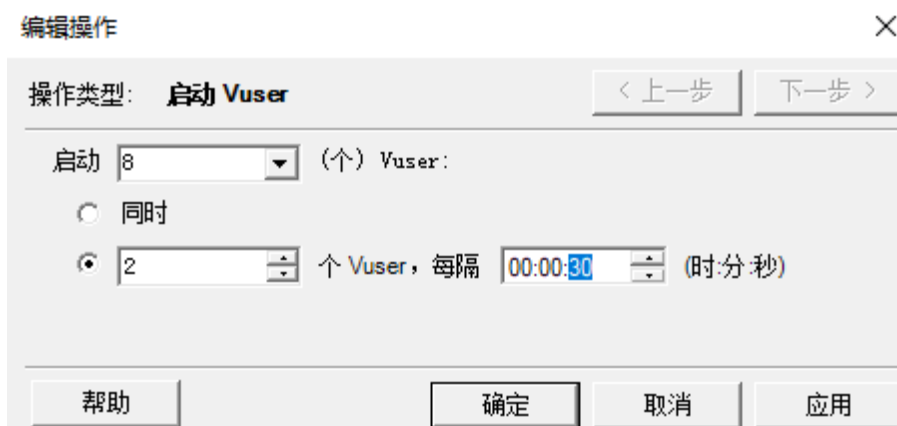 编辑操作
操作类型: 启动 Vuser < 上一步 下一步 >
启动 8 (个) Vuser:
同时
2 个 Vuser，每隔 00:00:30 (时:分:秒)
帮助 确定 取消 应用